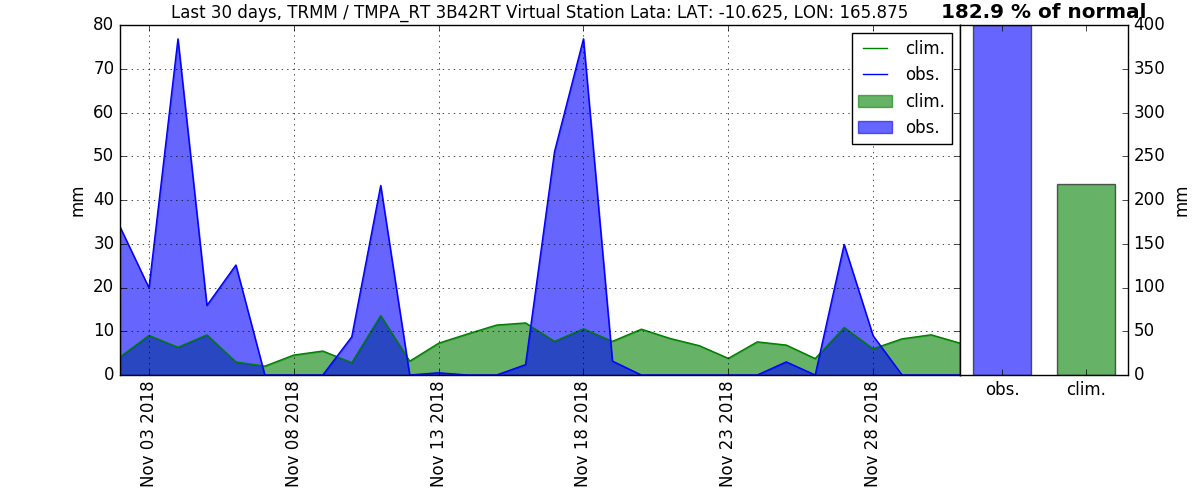 Last 30 days, TRMM / TMPA_RT 3B42RT Virtual Station Lata: LAT: -10.625, LON: 165.875
182.9 % of normal
80
70
60
50
40
30
20
10
0
mm
clim.
obs.
clim.
obs.
Nov 03 2018
Nov 08 2018
Nov 13 2018
Nov 18 2018
Nov 23 2018
Nov 28 2018
400
350
300
250
200
150
100
50
0
mm
obs.
clim.